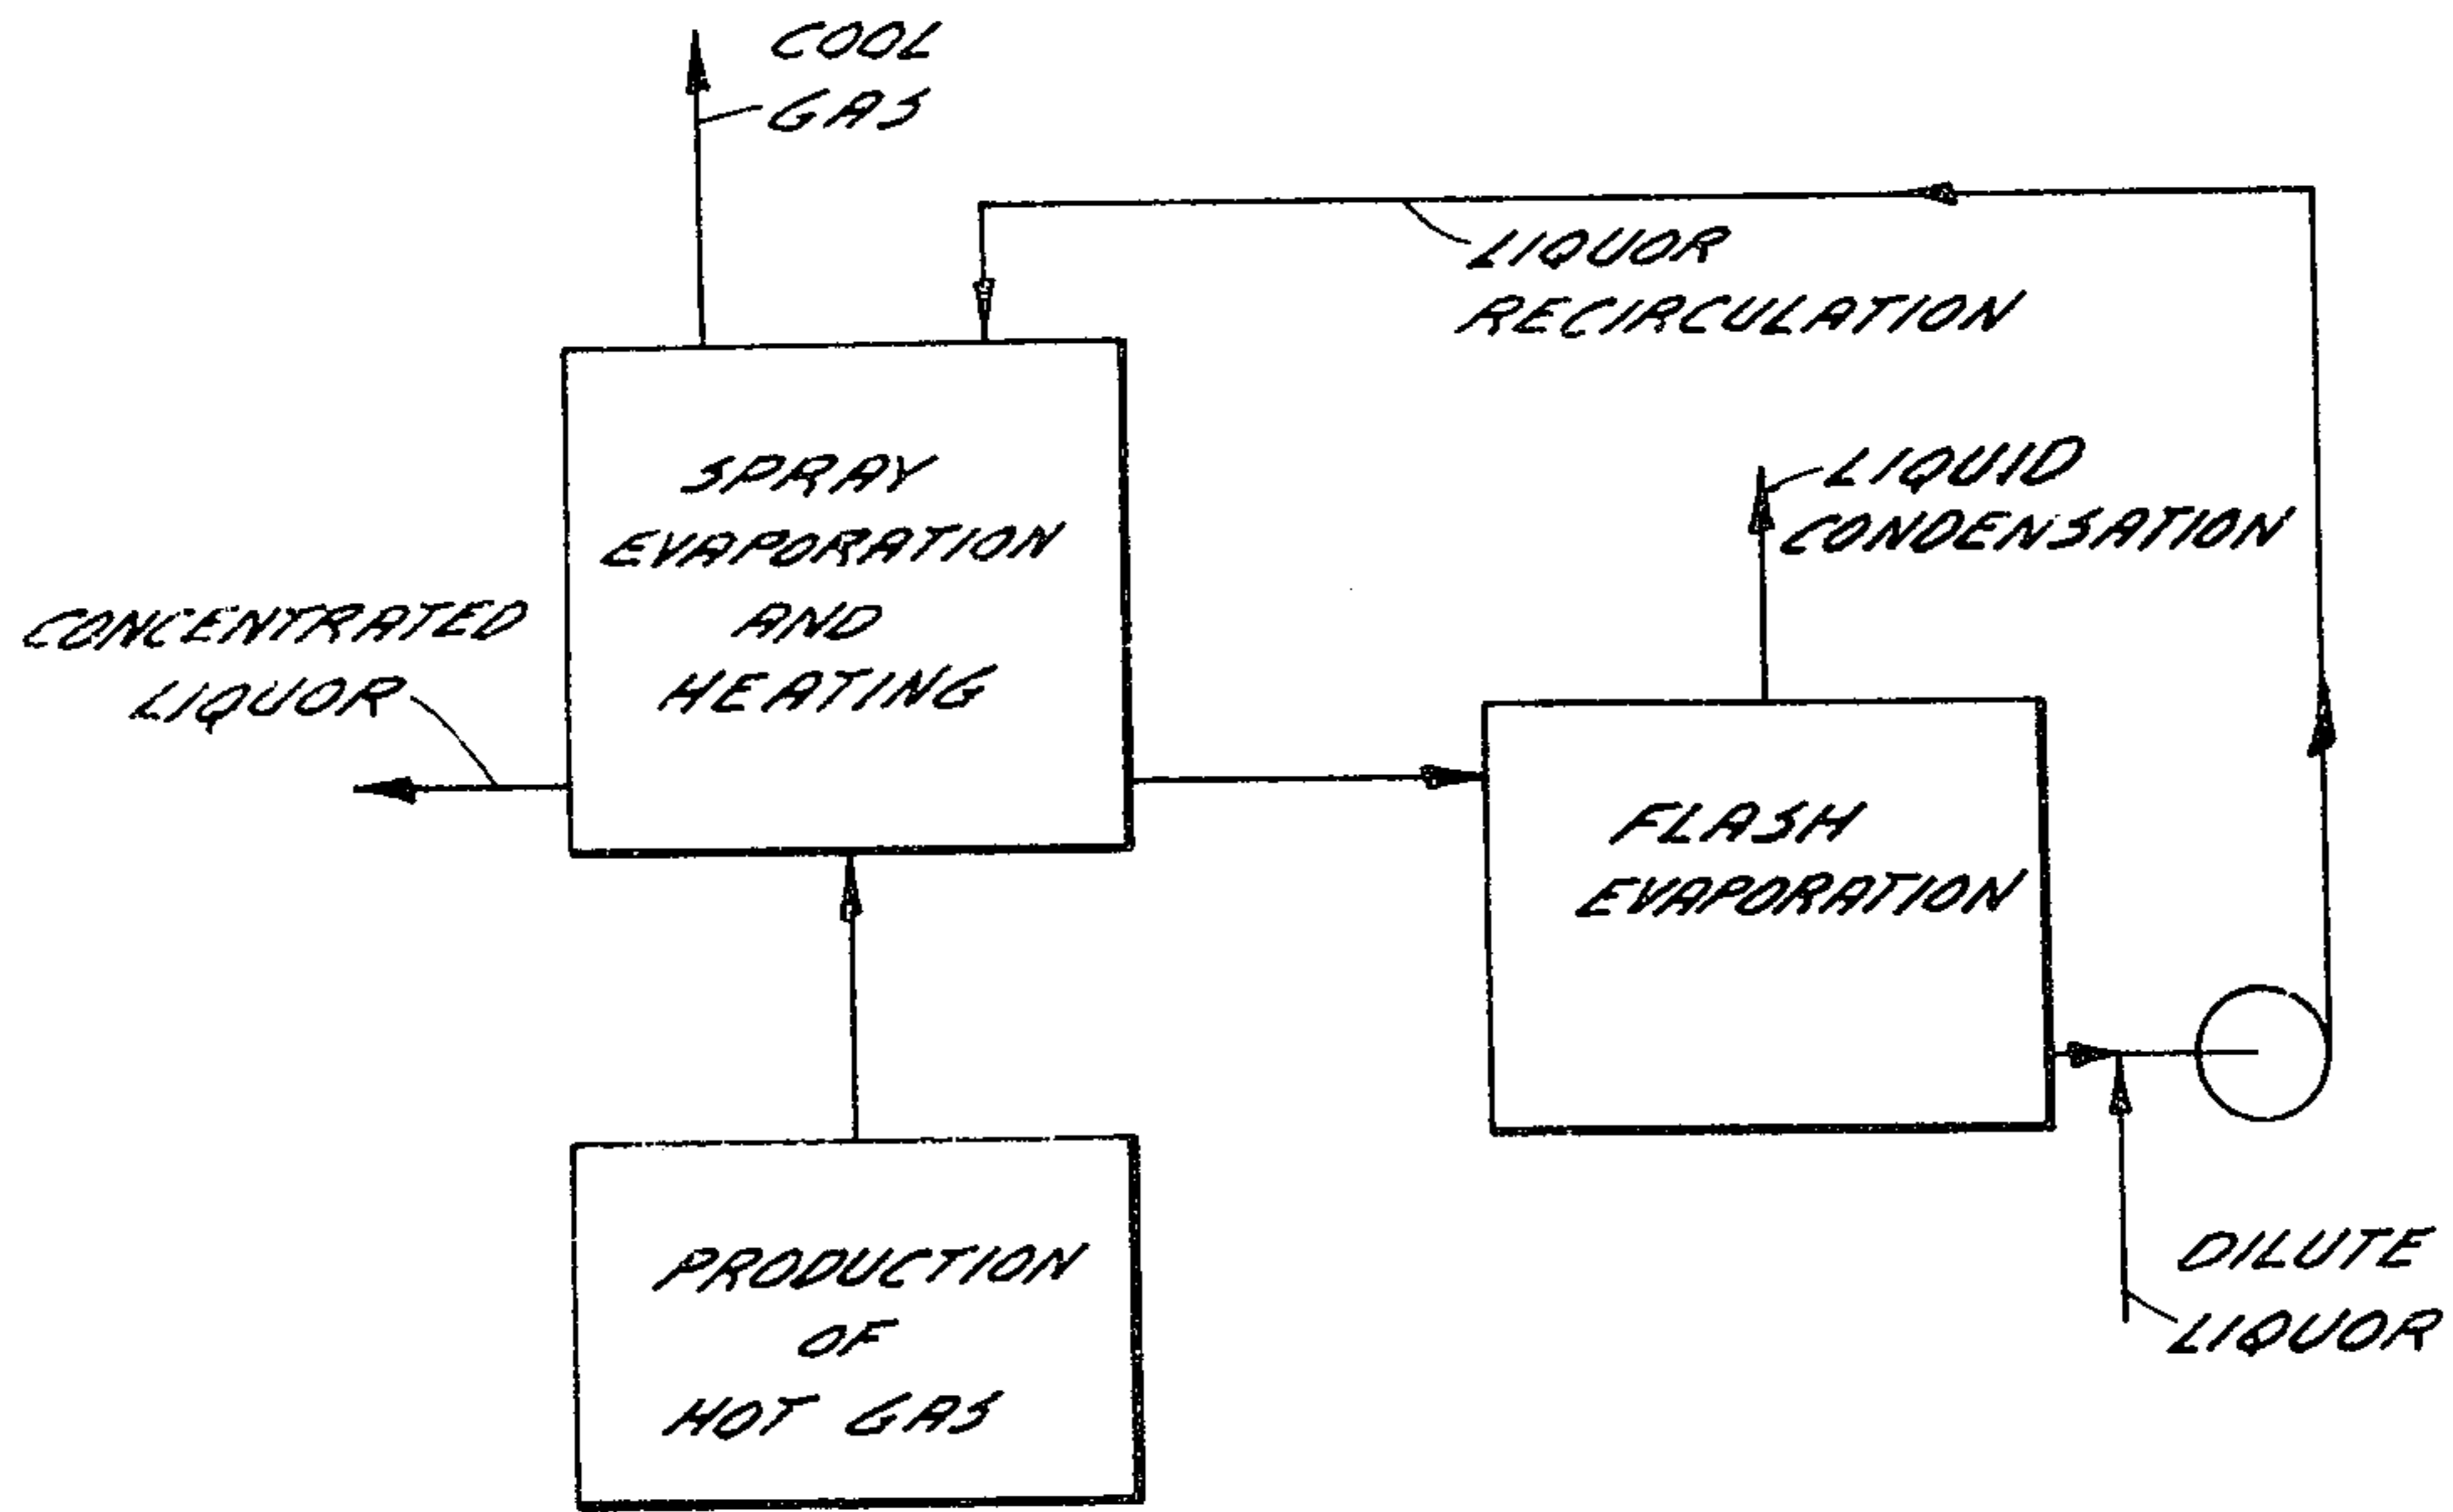 COOL
GAS
LIQUOR
RECIRCULATION
SPRAY
EVAPORATION
AND
HEATING
LIQUID
CONDENSATION
CONCENTRATED
LIQUOR
FLASH
EVAPORATION
PRODUCTION
OF
HOT GAS
DILUTE
LIQUOR